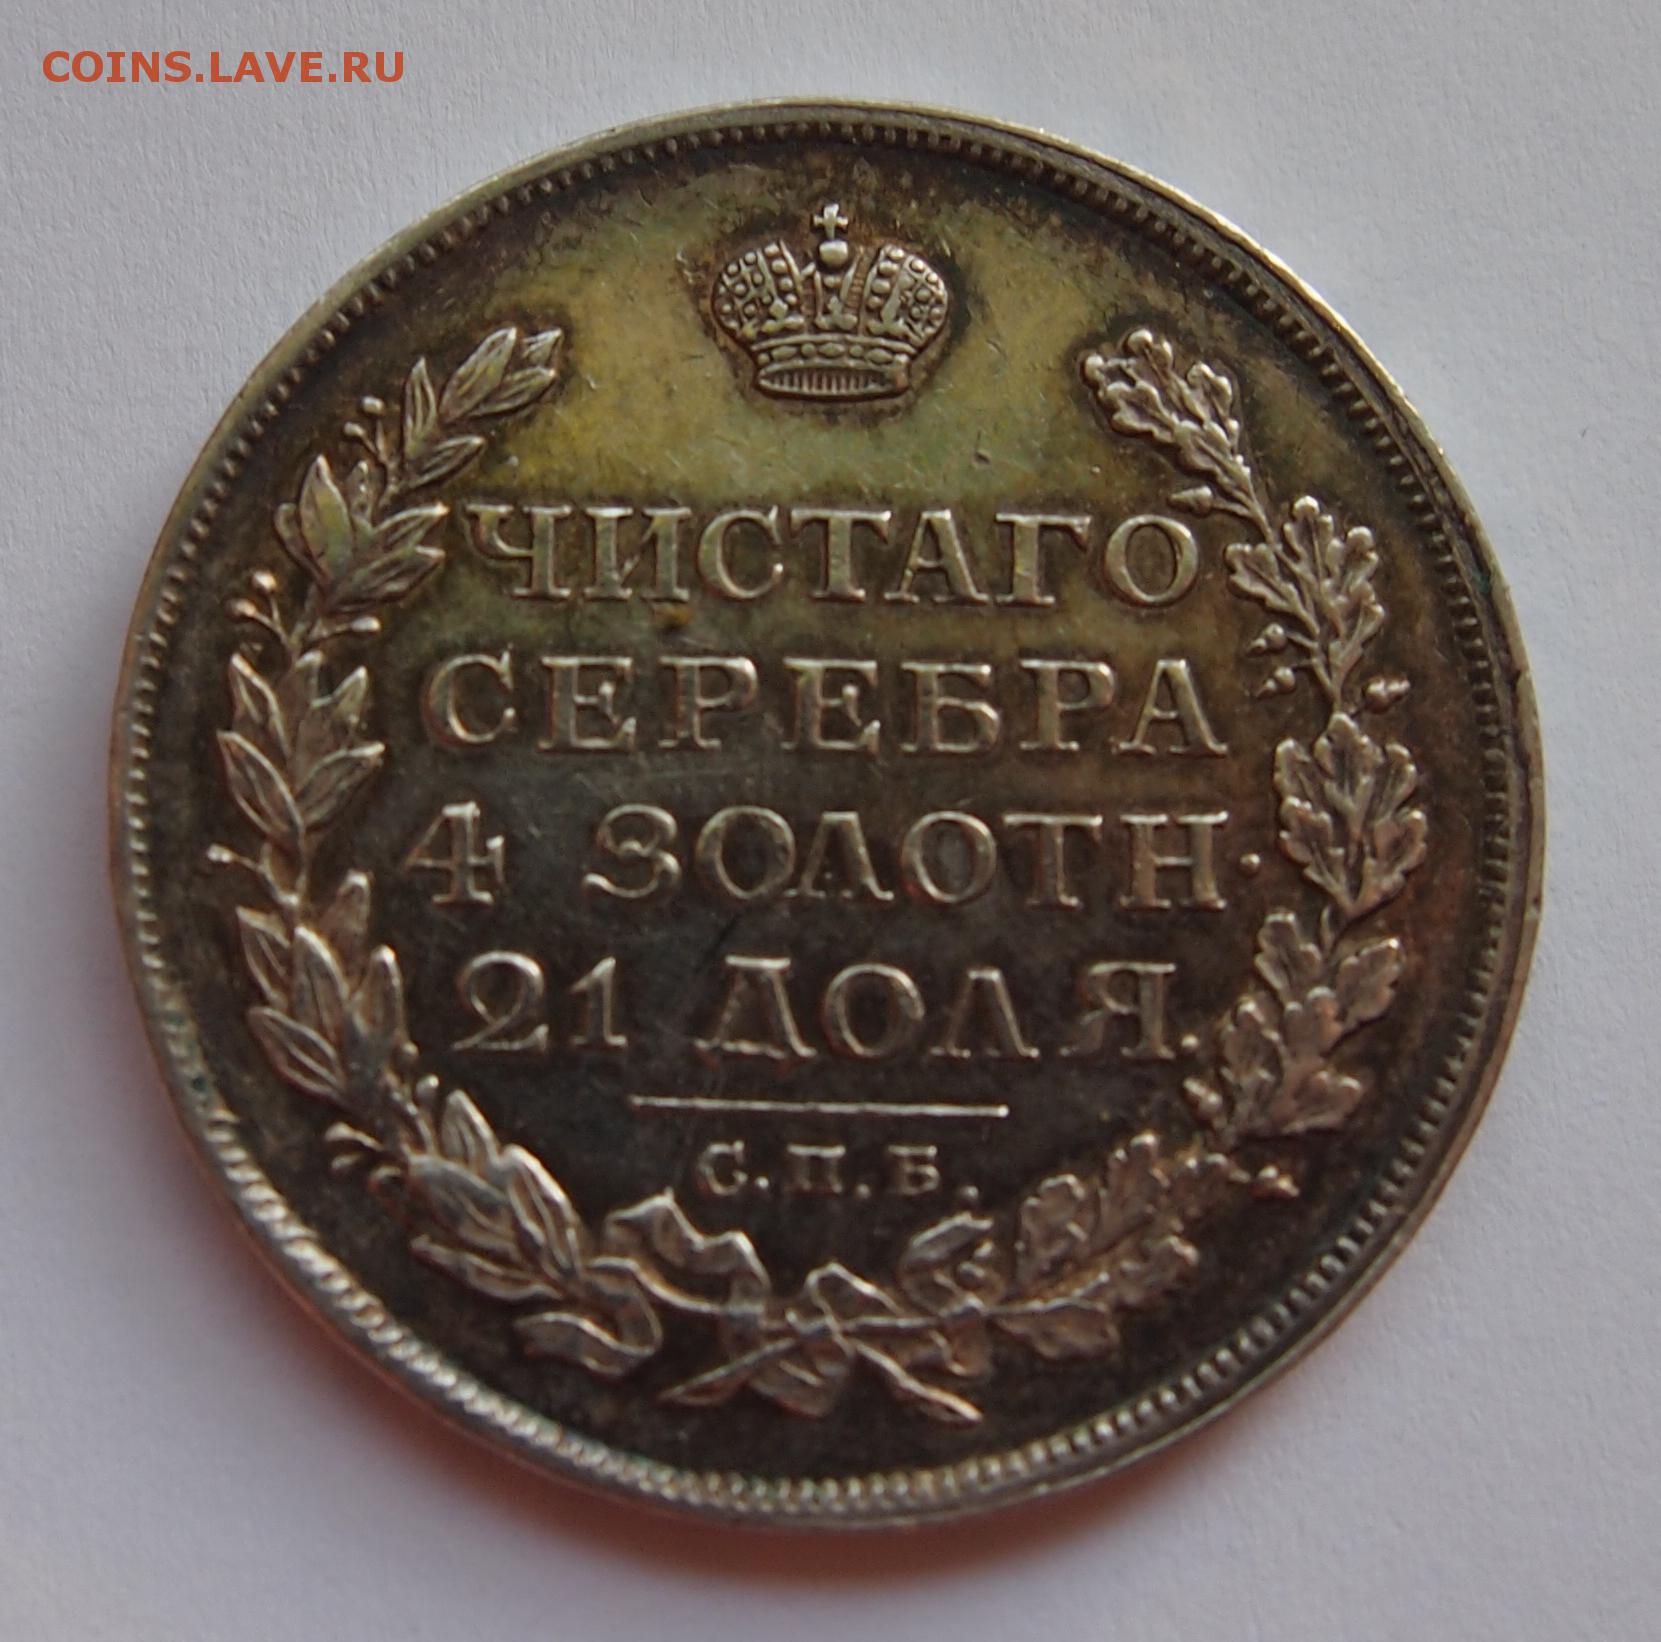 COINS.LAVE.RU
ЧИСТАГО
СЕРЕБРА
4 ЗОЛОТН.
21 ДОЛЯ.
С.П.Б.